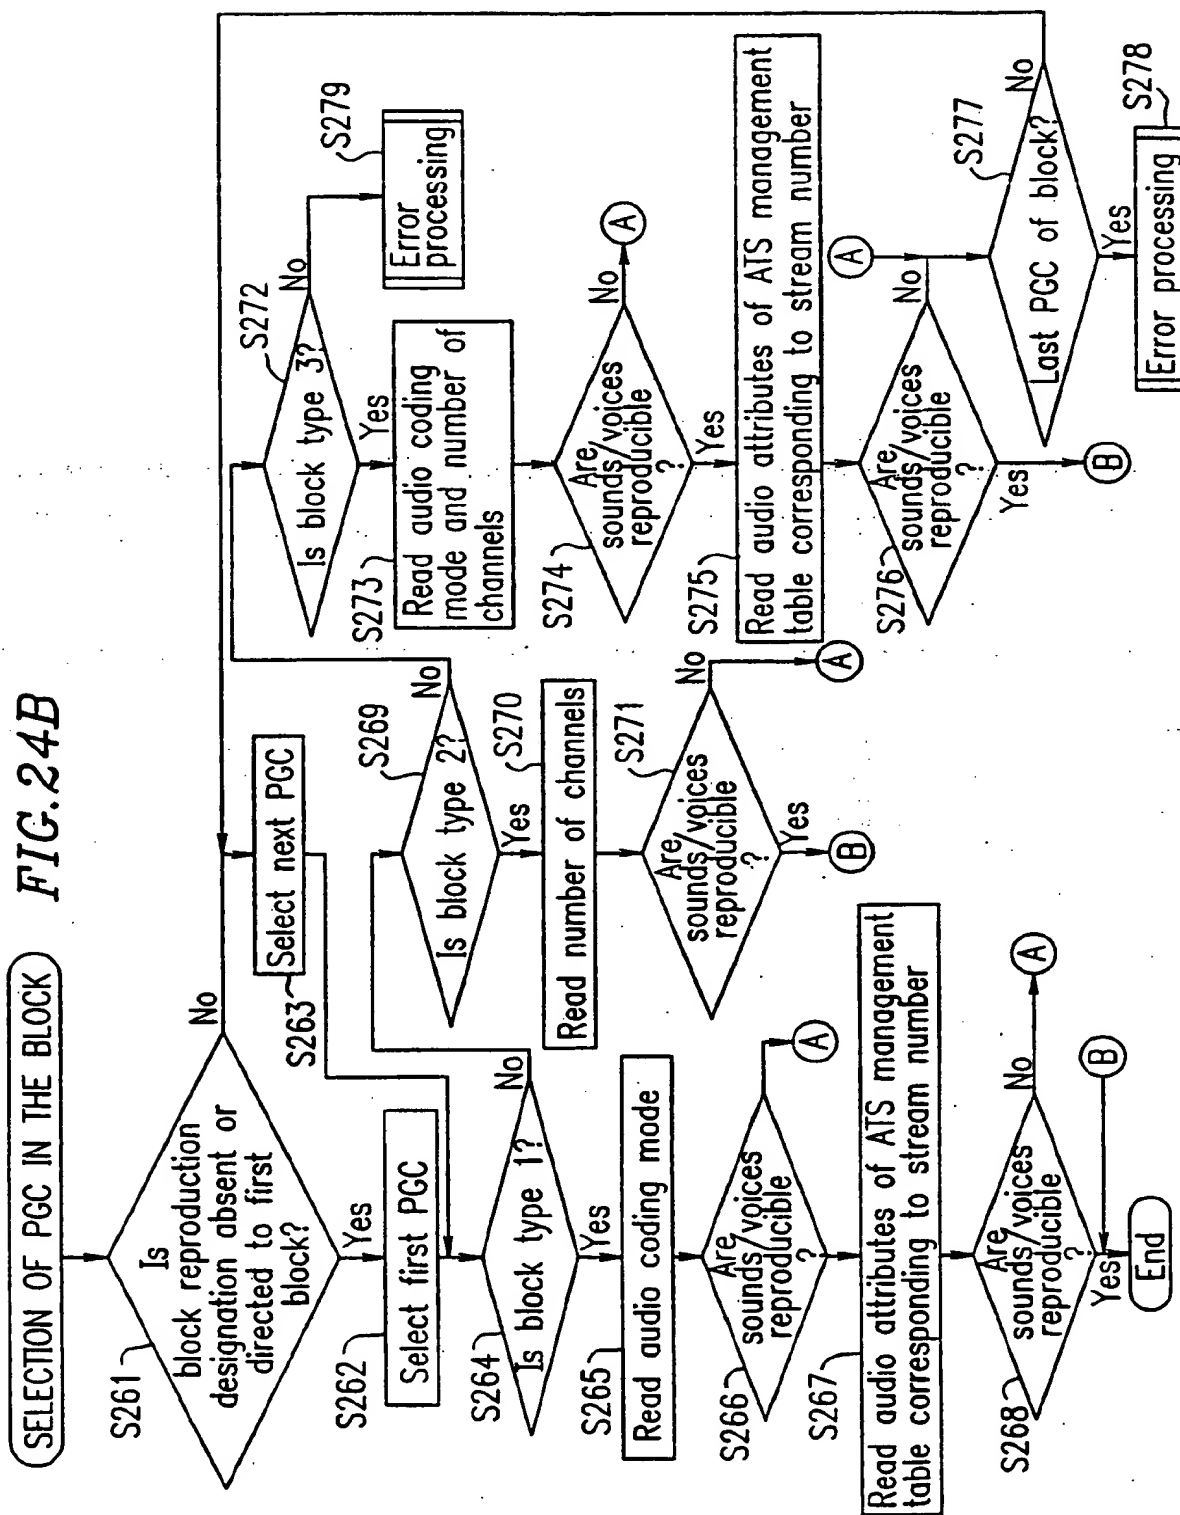 FIG. 24B
SELECTION OF PGC IN THE BLOCK
S261
Is
block reproduction
designation absent or
directed to first
block?
No
Yes
S262
Select first PGC
S263
Select next PGC
S264
Is block type 1?
No
Yes
S265
Read audio coding mode
S266
Are
sounds/voices
reproducible
?
A
S267
Read audio attributes of ATS management
table corresponding to stream number
S268
Are
sounds/voices
reproducible
?
No
A
Yes
B
End
S269
Is block type 2?
No
Yes
S270
Read number of channels
S271
Are
sounds/voices
reproducible
?
No
A
Yes
B
S272
Is block type 3?
No
Yes
S279
Error
processing
S273
Read audio coding
mode and number of
channels
S274
Are
sounds/voices
reproducible
?
No
A
Yes
S275
Read audio attributes of ATS management
table corresponding to stream number
S276
Are
sounds/voices
reproducible
?
No
Yes
B
A
S277
Last PGC of block?
No
Yes
S278
Error processing